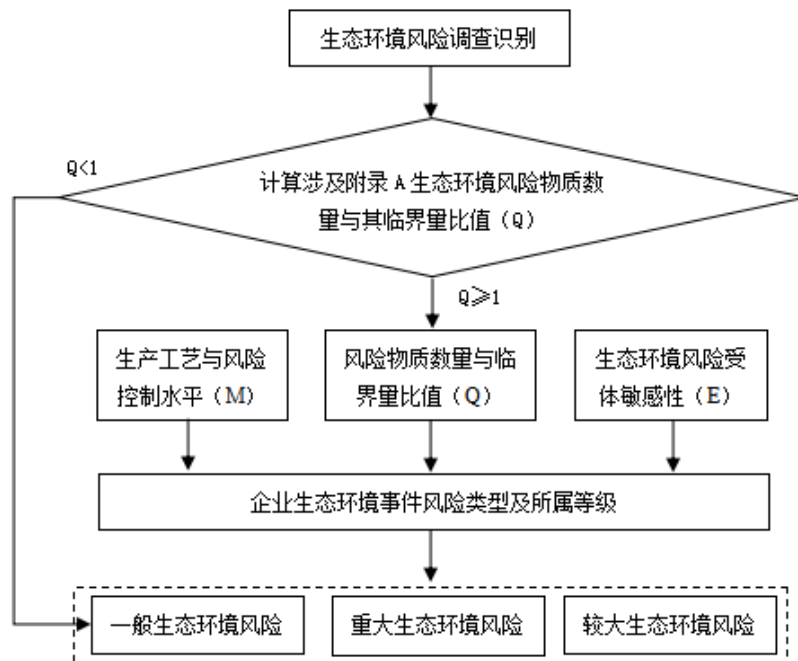 生态环境风险调查识别
Q<1
计算涉及附录 A 生态环境风险物质数
量与其临界量比值（Q）
Q≥1
生产工艺与风险
控制水平（M）
风险物质数量与临
界量比值（Q）
生态环境风险受
体敏感性（E）
企业生态环境事件风险类型及所属等级
一般生态环境风险
重大生态环境风险
较大生态环境风险